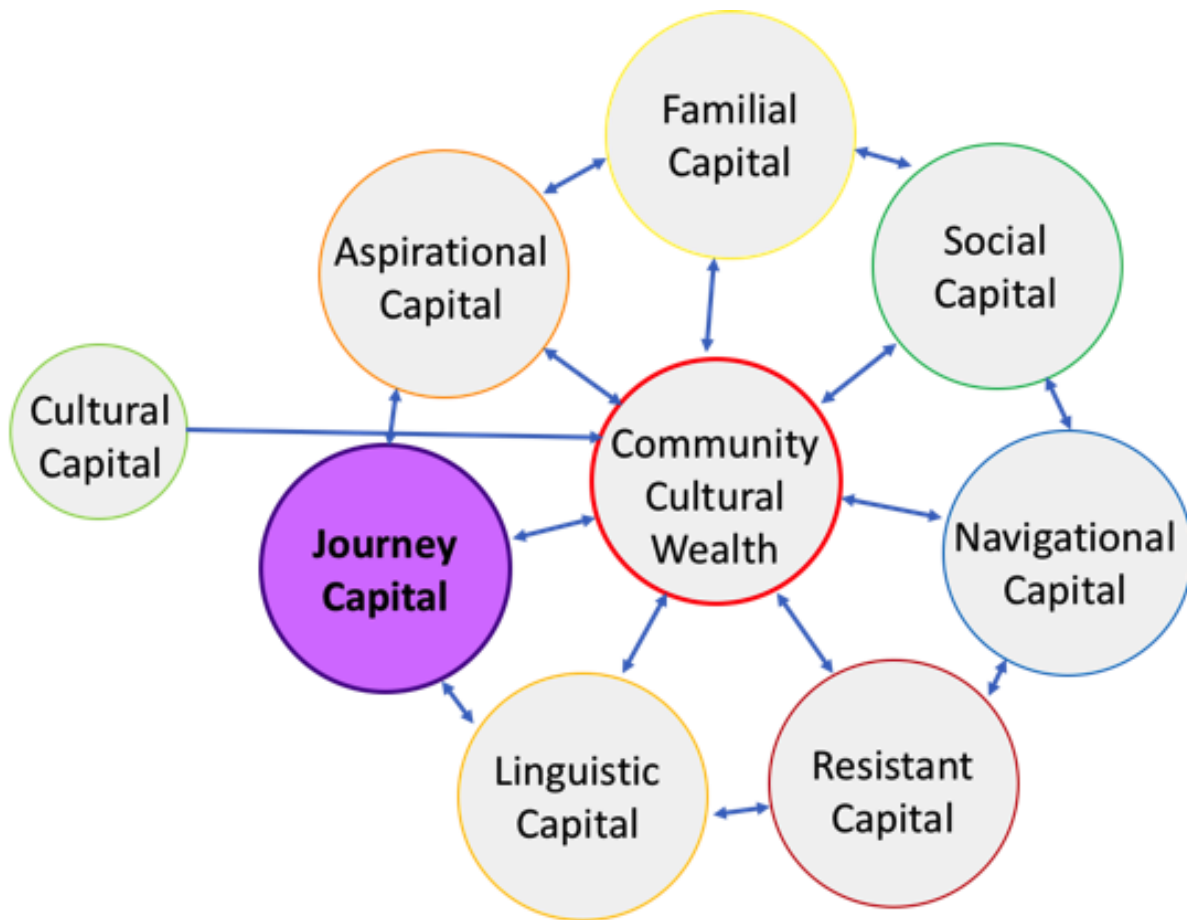 Familial
Capital
Social
Capital
Aspirational
Capital
Cultural
Capital
Community
Cultural
Wealth
Journey
Capital
Navigational
Capital
Linguistic
Capital
Resistant
Capital